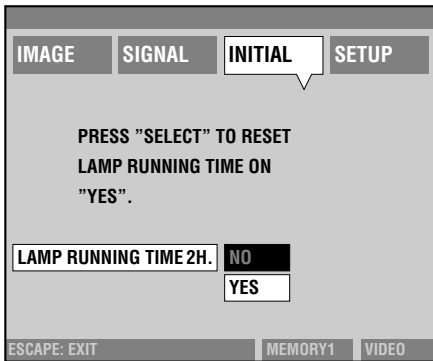 IMAGE SIGNAL INITIAL SETUP
PRESS ”SELECT” TO RESET
LAMP RUNNING TIME ON
”YES”.
LAMP RUNNING TIME 2H. NO
YES
ESCAPE: EXIT MEMORY1 VIDEO